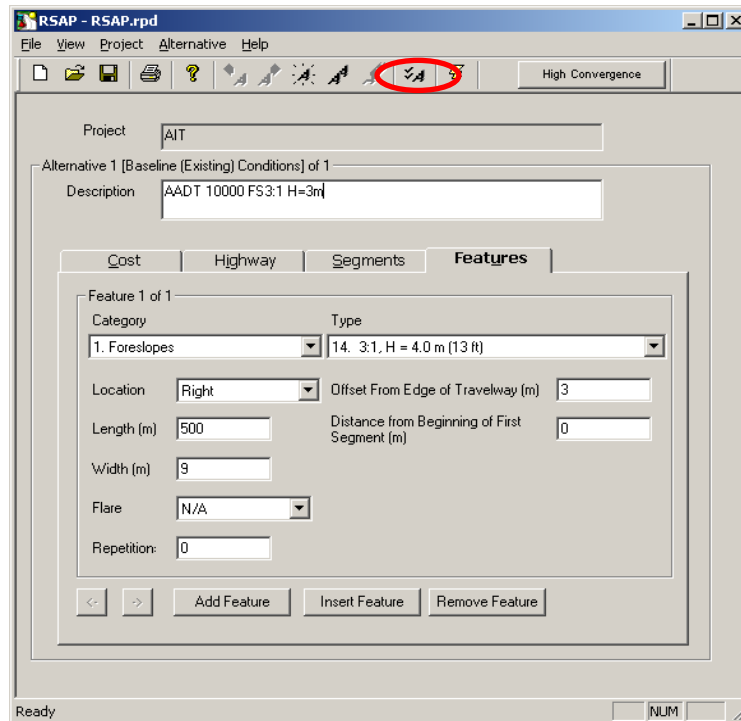 RSAP - RSAP.rpd
File View Project Alternative Help
High Convergence
Project AIT
Alternative 1 [Baseline (Existing) Conditions] of 1
Description AADT 10000 FS3:1 H=3m
Cost Highway Segments Features
Feature 1 of 1
Category Type
1. Foreslopes 14. 3:1, H = 4.0 m (13 ft)
Location Right Offset From Edge of Travelway (m) 3
Length (m) 500 Distance from Beginning of First Segment (m) 0
Width (m) 9
Flare N/A
Repetition: 0
<- -> Add Feature Insert Feature Remove Feature
Ready NUM